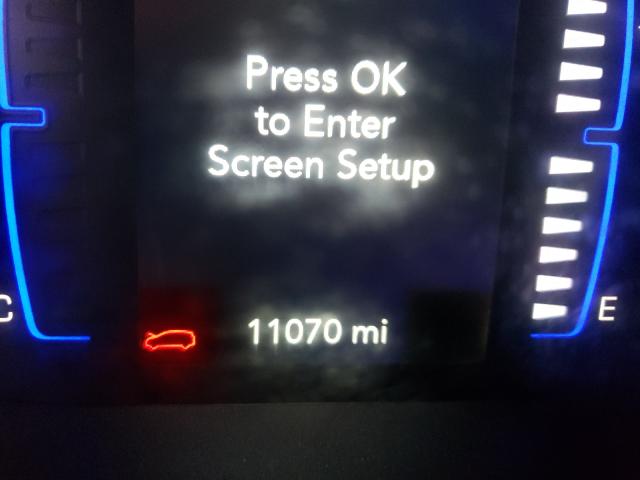 Press OK
to Enter
Screen Setup
C
E
11070 mi